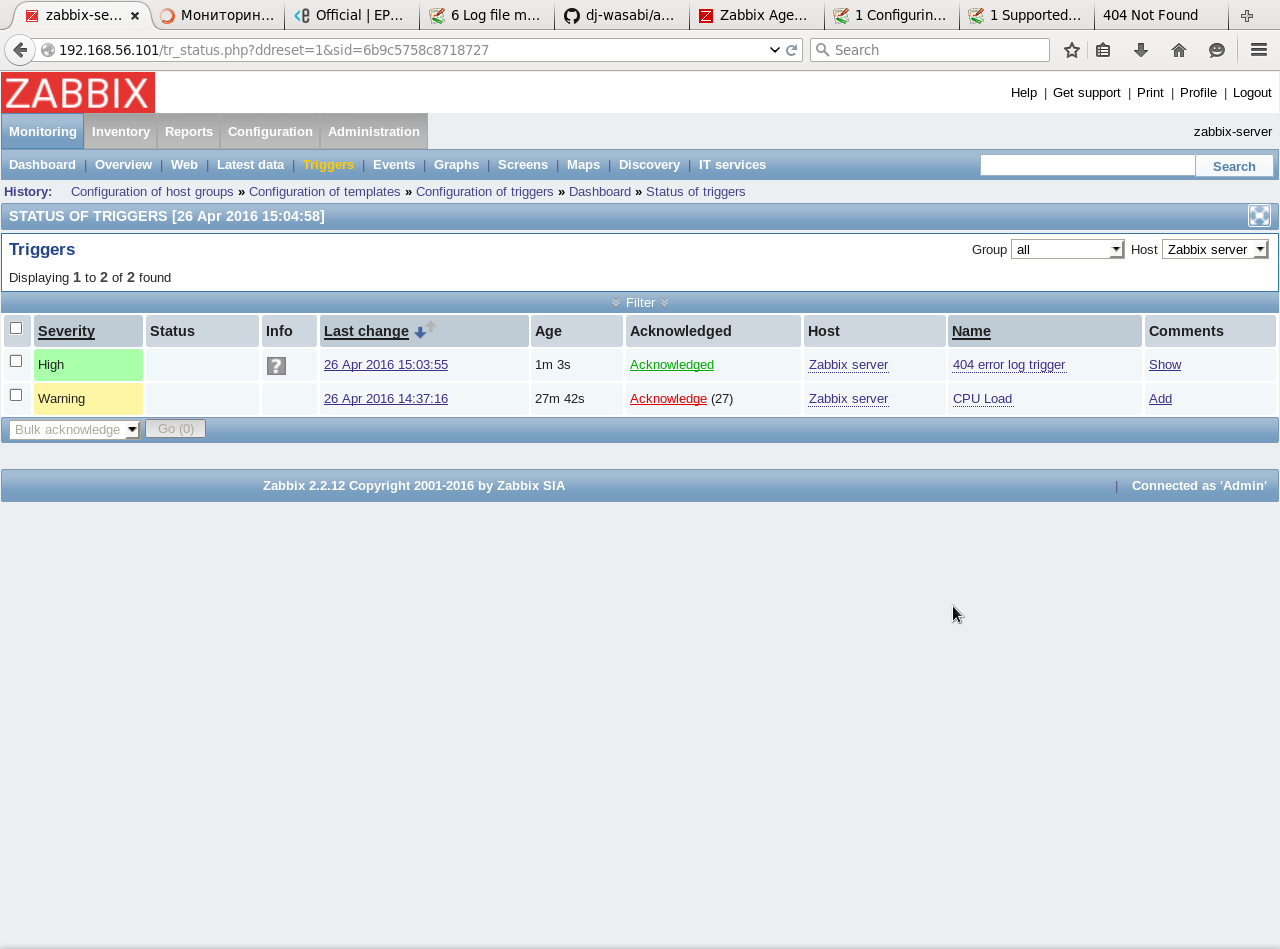 zabbix-se... Мониторин... Official | EP... 6 Log file m... dj-wasabi/a... Zabbix Age... 1 Configurin... 1 Supported... 404 Not Found
192.168.56.101/tr_status.php?ddreset=1&sid=6b9c5758c8718727 Search
ZABBIX
Help | Get support | Print | Profile | Logout
Monitoring Inventory Reports Configuration Administration zabbix-server
Dashboard | Overview | Web | Latest data | Triggers | Events | Graphs | Screens | Maps | Discovery | IT services Search
History: Configuration of host groups » Configuration of templates » Configuration of triggers » Dashboard » Status of triggers
STATUS OF TRIGGERS [26 Apr 2016 15:04:58]
Triggers Group all Host Zabbix server
Displaying 1 to 2 of 2 found
Filter
Severity Status Info Last change Age Acknowledged Host Name Comments
High ? 26 Apr 2016 15:03:55 1m 3s Acknowledged Zabbix server 404 error log trigger Show
Warning 26 Apr 2016 14:37:16 27m 42s Acknowledge (27) Zabbix server CPU Load Add
Bulk acknowledge Go (0)
Zabbix 2.2.12 Copyright 2001-2016 by Zabbix SIA | Connected as 'Admin'